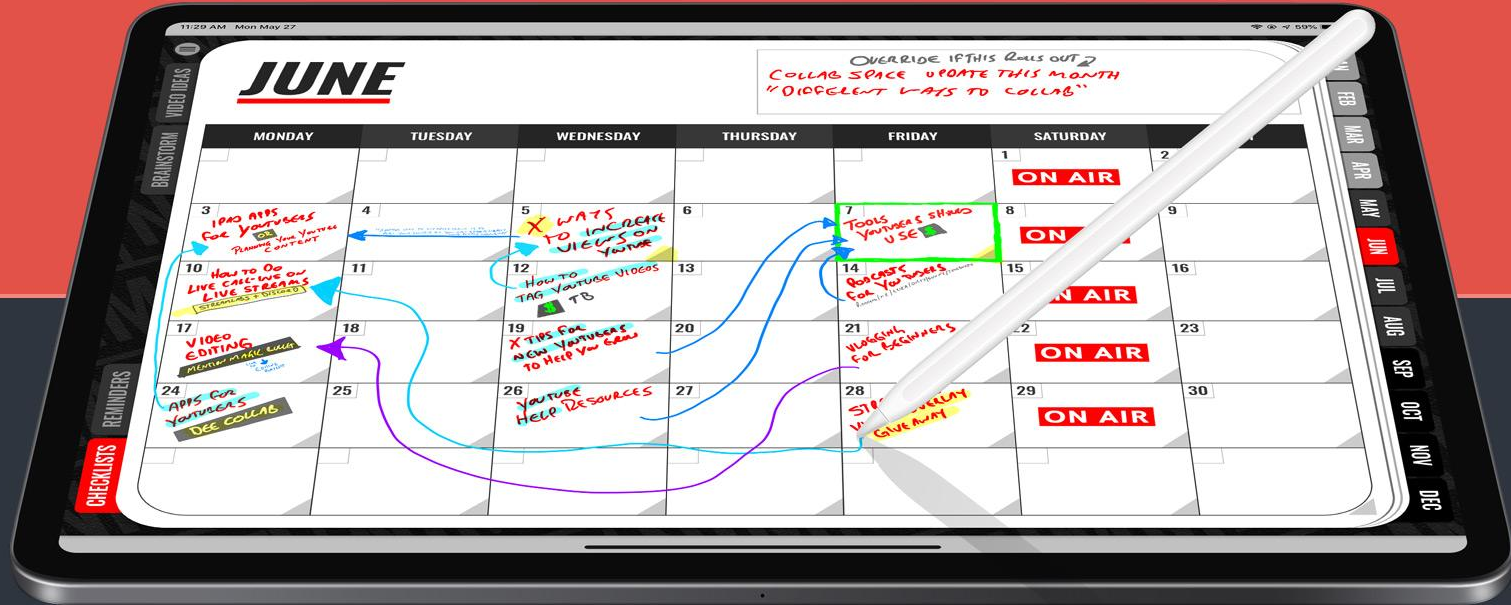 11:29 AM Mon May 27
59%
JUNE
OVERRIDE IF THIS ROLLS OUT
COLLAB SPACE UPDATE THIS MONTH
"DIFFERENT WAYS TO COLLAB"
VIDEO IDEAS
BRAINSTORM
REMINDERS
CHECKLISTS
MONDAY TUESDAY WEDNESDAY THURSDAY FRIDAY SATURDAY
1 2
ON AIR
3 4 5 6 7 8 9
IPAD APPS
FOR YOUTUBERS
OR
PLANNING YOUR YOUTUBE
CONTENT
X WAYS
TO INCREASE
VIEWS ON
YOUTUBE
TOOLS
YOUTUBERS SHOULD
USE $
ON
10 11 12 13 14 15 16
HOW TO DO
LIVE CALL-INS ON
LIVE STREAMS
STREAMLABS + DISCORD
HOW TO
TAG YOUTUBE VIDEOS
$ TB
PODCASTS
FOR YOUTUBERS
AIR
17 18 19 20 21 22 23
VIDEO
EDITING
MENTION MAGIC BULLET
X TIPS FOR
NEW YOUTUBERS
TO HELP YOU GROW
VLOGGING
FOR BEGINNERS
ON AIR
24 25 26 27 28 29 30
APPS FOR
YOUTUBERS
DEE COLLAB
YOUTUBE
HELP RESOURCES
OVERLAY
GIVEAWAY
ON AIR
FEB
MAR
APR
MAY
JUN
JUL
AUG
SEP
OCT
NOV
DEC